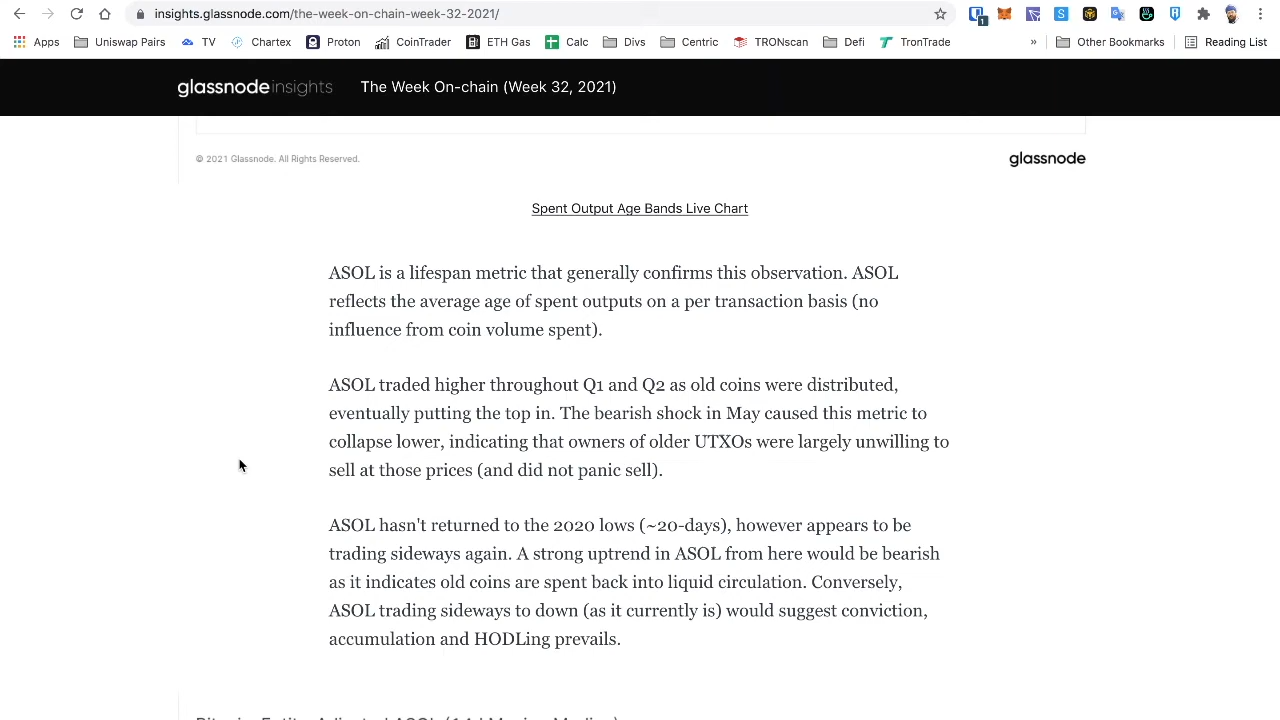 insights.glassnode.com/the-week-on-chain-week-32-2021/
1
Apps Uniswap Pairs TV Chartex Proton CoinTrader ETH Gas Calc Divs Centric TRONscan Defi TronTrade » Other Bookmarks Reading List
glassnodeinsights The Week On-chain (Week 32, 2021)
© 2021 Glassnode. All Rights Reserved. glassnode
Spent Output Age Bands Live Chart
ASOL is a lifespan metric that generally confirms this observation. ASOL
reflects the average age of spent outputs on a per transaction basis (no
influence from coin volume spent).
ASOL traded higher throughout Q1 and Q2 as old coins were distributed,
eventually putting the top in. The bearish shock in May caused this metric to
collapse lower, indicating that owners of older UTXOs were largely unwilling to
sell at those prices (and did not panic sell).
ASOL hasn't returned to the 2020 lows (~20-days), however appears to be
trading sideways again. A strong uptrend in ASOL from here would be bearish
as it indicates old coins are spent back into liquid circulation. Conversely,
ASOL trading sideways to down (as it currently is) would suggest conviction,
accumulation and HODLing prevails.